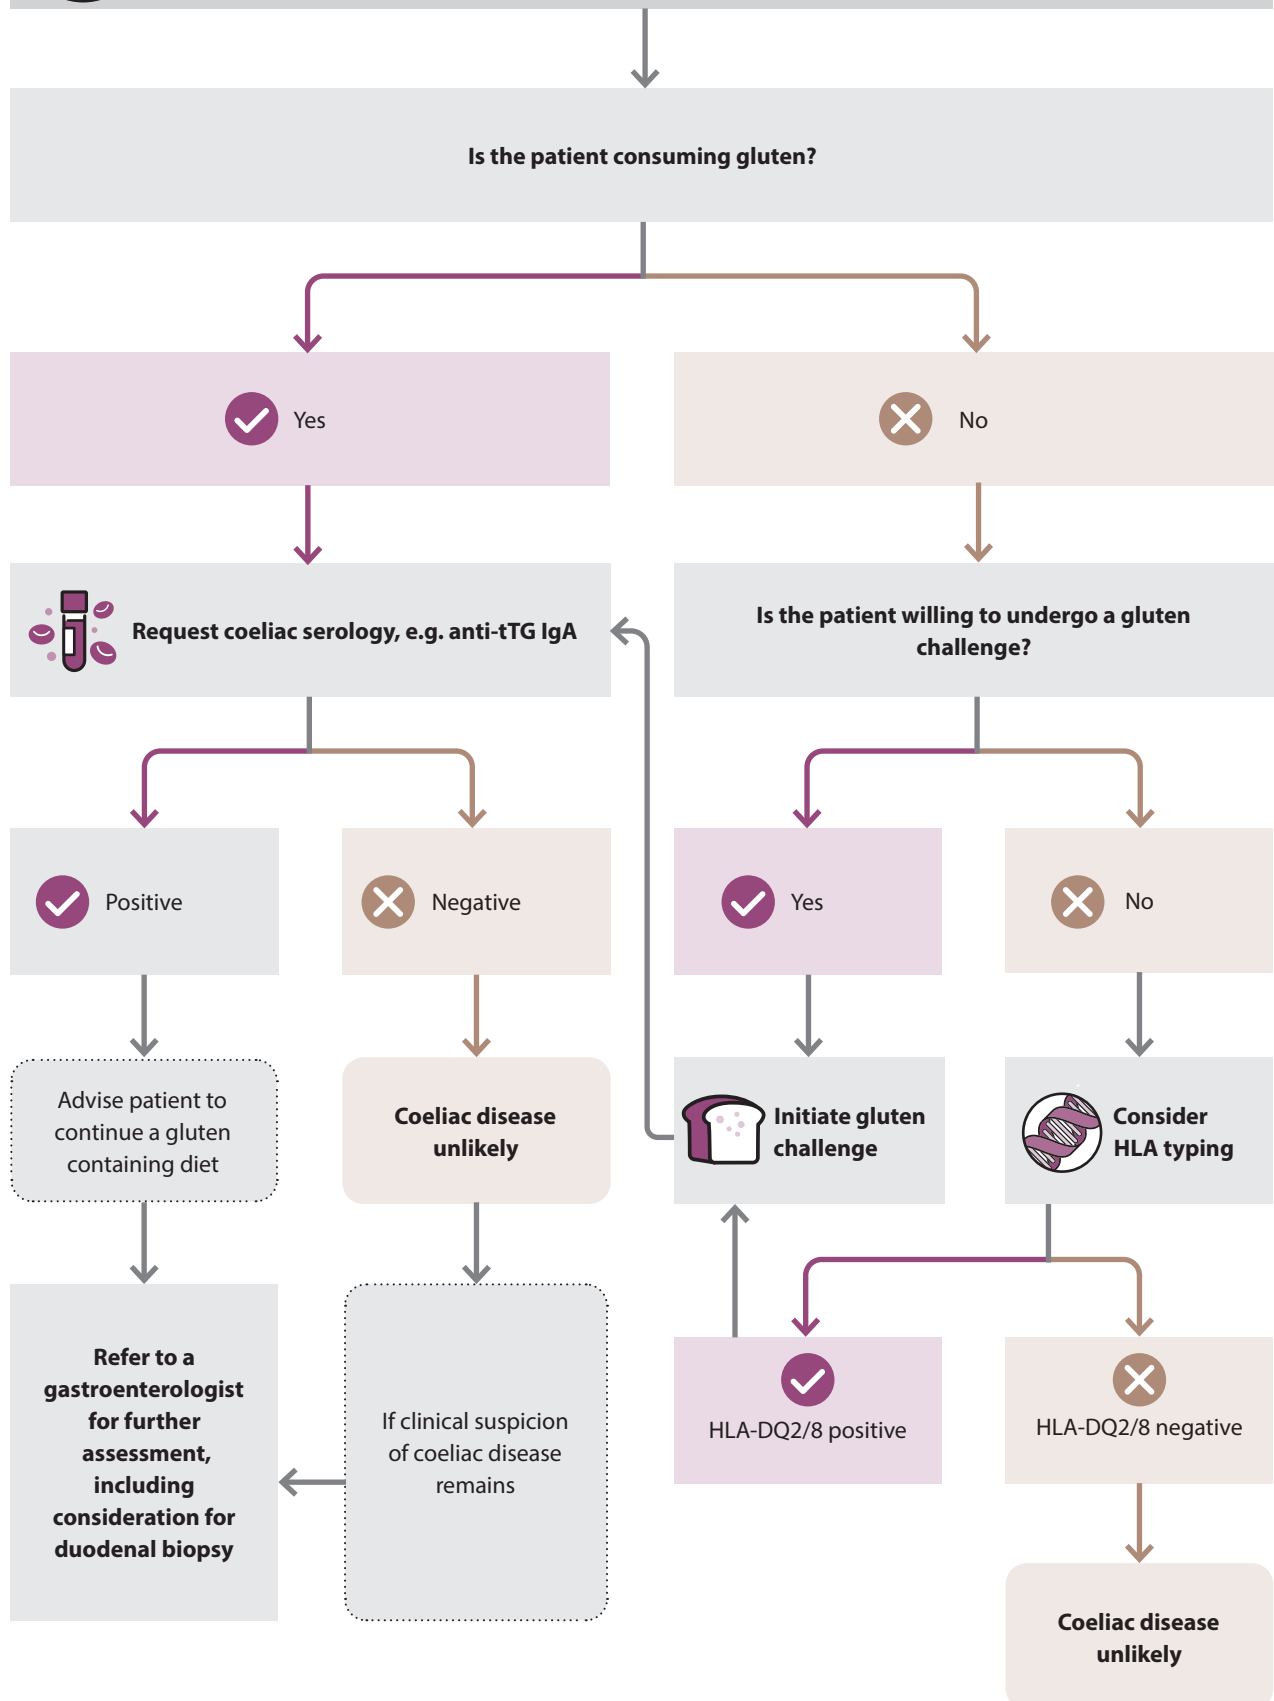 Is the patient consuming gluten?
Yes
No
Request coeliac serology, e.g. anti-tTG IgA
Is the patient willing to undergo a gluten
challenge?
Positive
Negative
Yes
No
Advise patient to
continue a gluten
containing diet
Coeliac disease
unlikely
Initiate gluten
challenge
Consider
HLA typing
Refer to a
gastroenterologist
for further
assessment,
including
consideration for
duodenal biopsy
If clinical suspicion
of coeliac disease
remains
HLA-DQ2/8 positive
HLA-DQ2/8 negative
Coeliac disease
unlikely